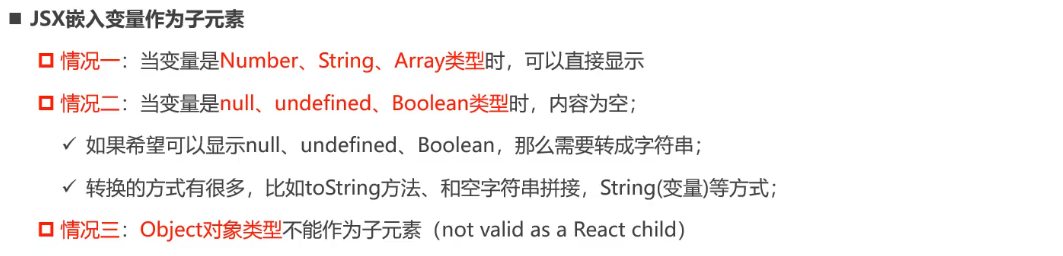 JSX嵌入变量作为子元素
情况一：当变量是Number、String、Array类型时，可以直接显示
情况二：当变量是null、undefined、Boolean类型时，内容为空；
如果希望可以显示null、undefined、Boolean，那么需要转成字符串；
转换的方式有很多，比如toString方法、和空字符串拼接，String(变量)等方式；
情况三：Object对象类型不能作为子元素（not valid as a React child）